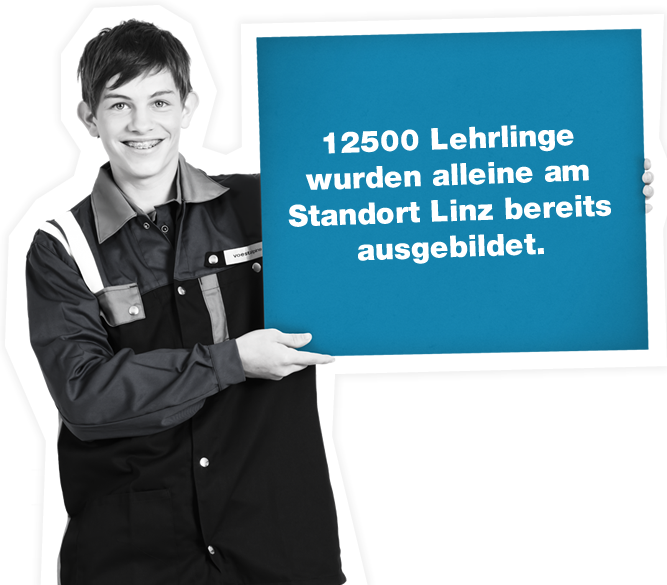 12500 Lehrlinge
wurden alleine am
Standort Linz bereits
ausgebildet.